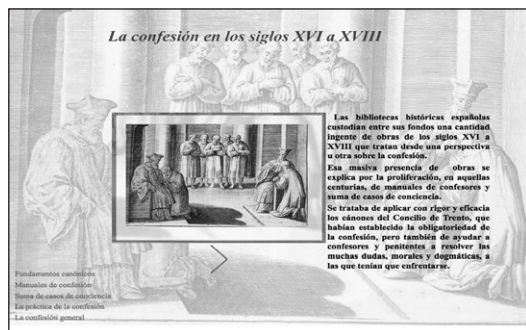 La confesión en los siglos XVI a XVIII
Las bibliotecas históricas españolas
custodian entre sus fondos una cantidad
ingente de obras de los siglos XVI a
XVIII que tratan desde una perspectiva
u otra sobre la confesión.
Esa masiva presencia de obras se
explica por la proliferación, en aquellas
centurias, de manuales de confesores y
suma de casos de conciencia.
Se trataba de aplicar con rigor y eficacia
los cánones del Concilio de Trento, que
habían establecido la obligatoriedad de
la confesión, pero también de ayudar a
confesores y penitentes a resolver las
muchas dudas, morales y dogmáticas, a
las que tenían que enfrentarse.
Fundamentos canónicos
Manuales de confesión
Suma de casos de conciencia
La práctica de la confesión
La confesión general